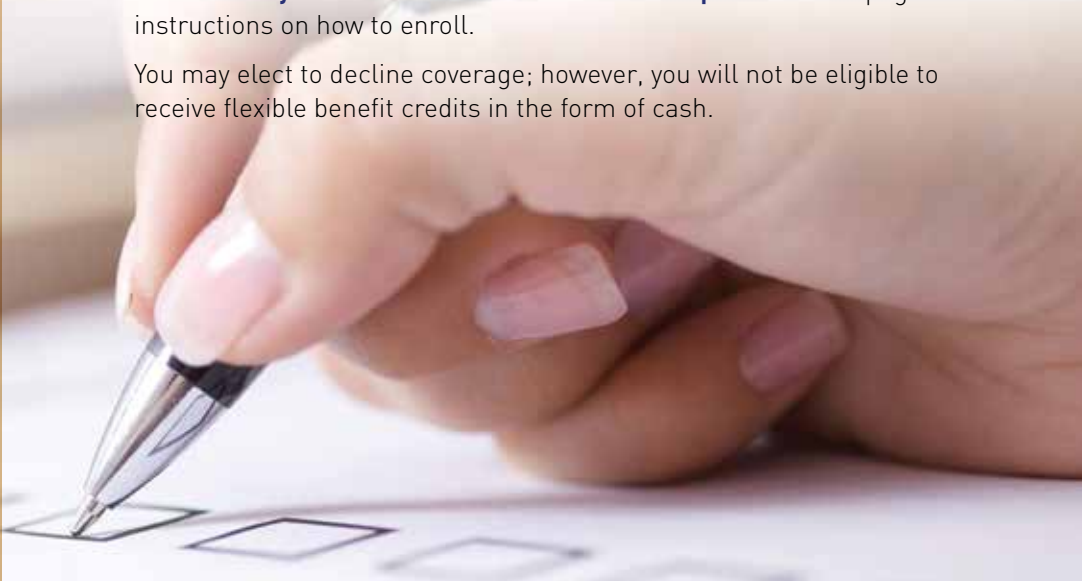 instructions on how to enroll.
You may elect to decline coverage; however, you will not be eligible to
receive flexible benefit credits in the form of cash.